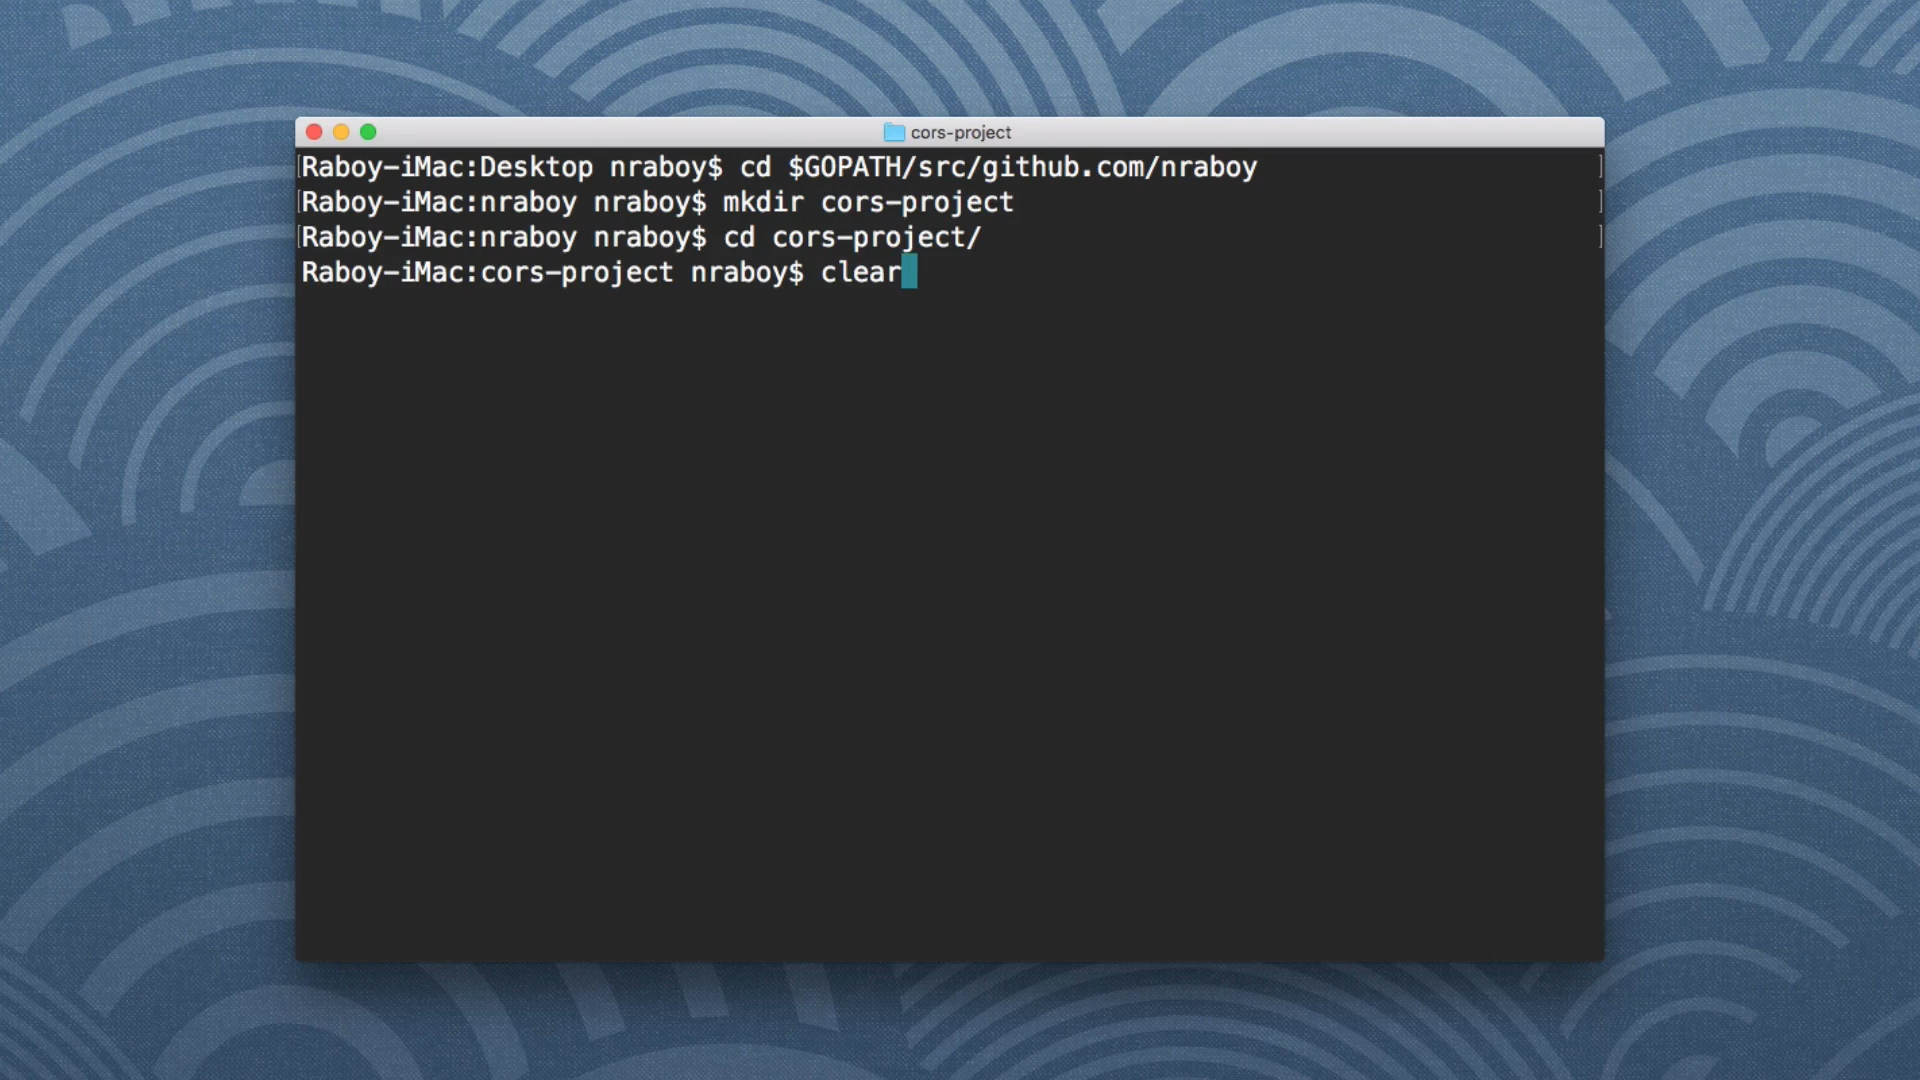 cors-project
Raboy-iMac:Desktop nraboy$ cd $GOPATH/src/github.com/nraboy
Raboy-iMac:nraboy nraboy$ mkdir cors-project
Raboy-iMac:nraboy nraboy$ cd cors-project/
Raboy-iMac:cors-project nraboy$ clear